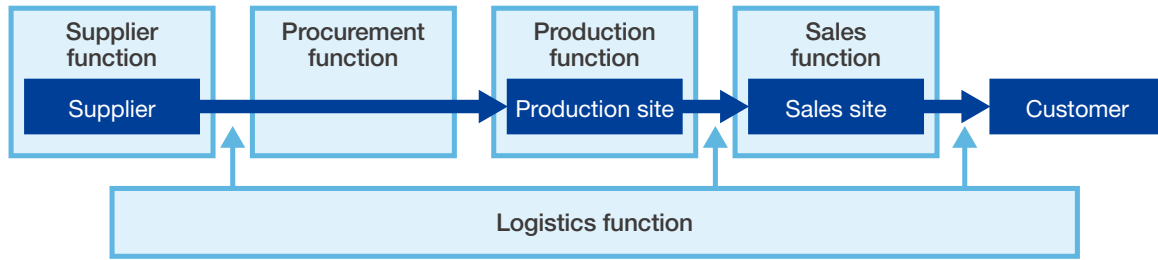 Supplier
function
Procurement
function
Production
function
Sales
function
Supplier
Production site
Sales site
Customer
Logistics function